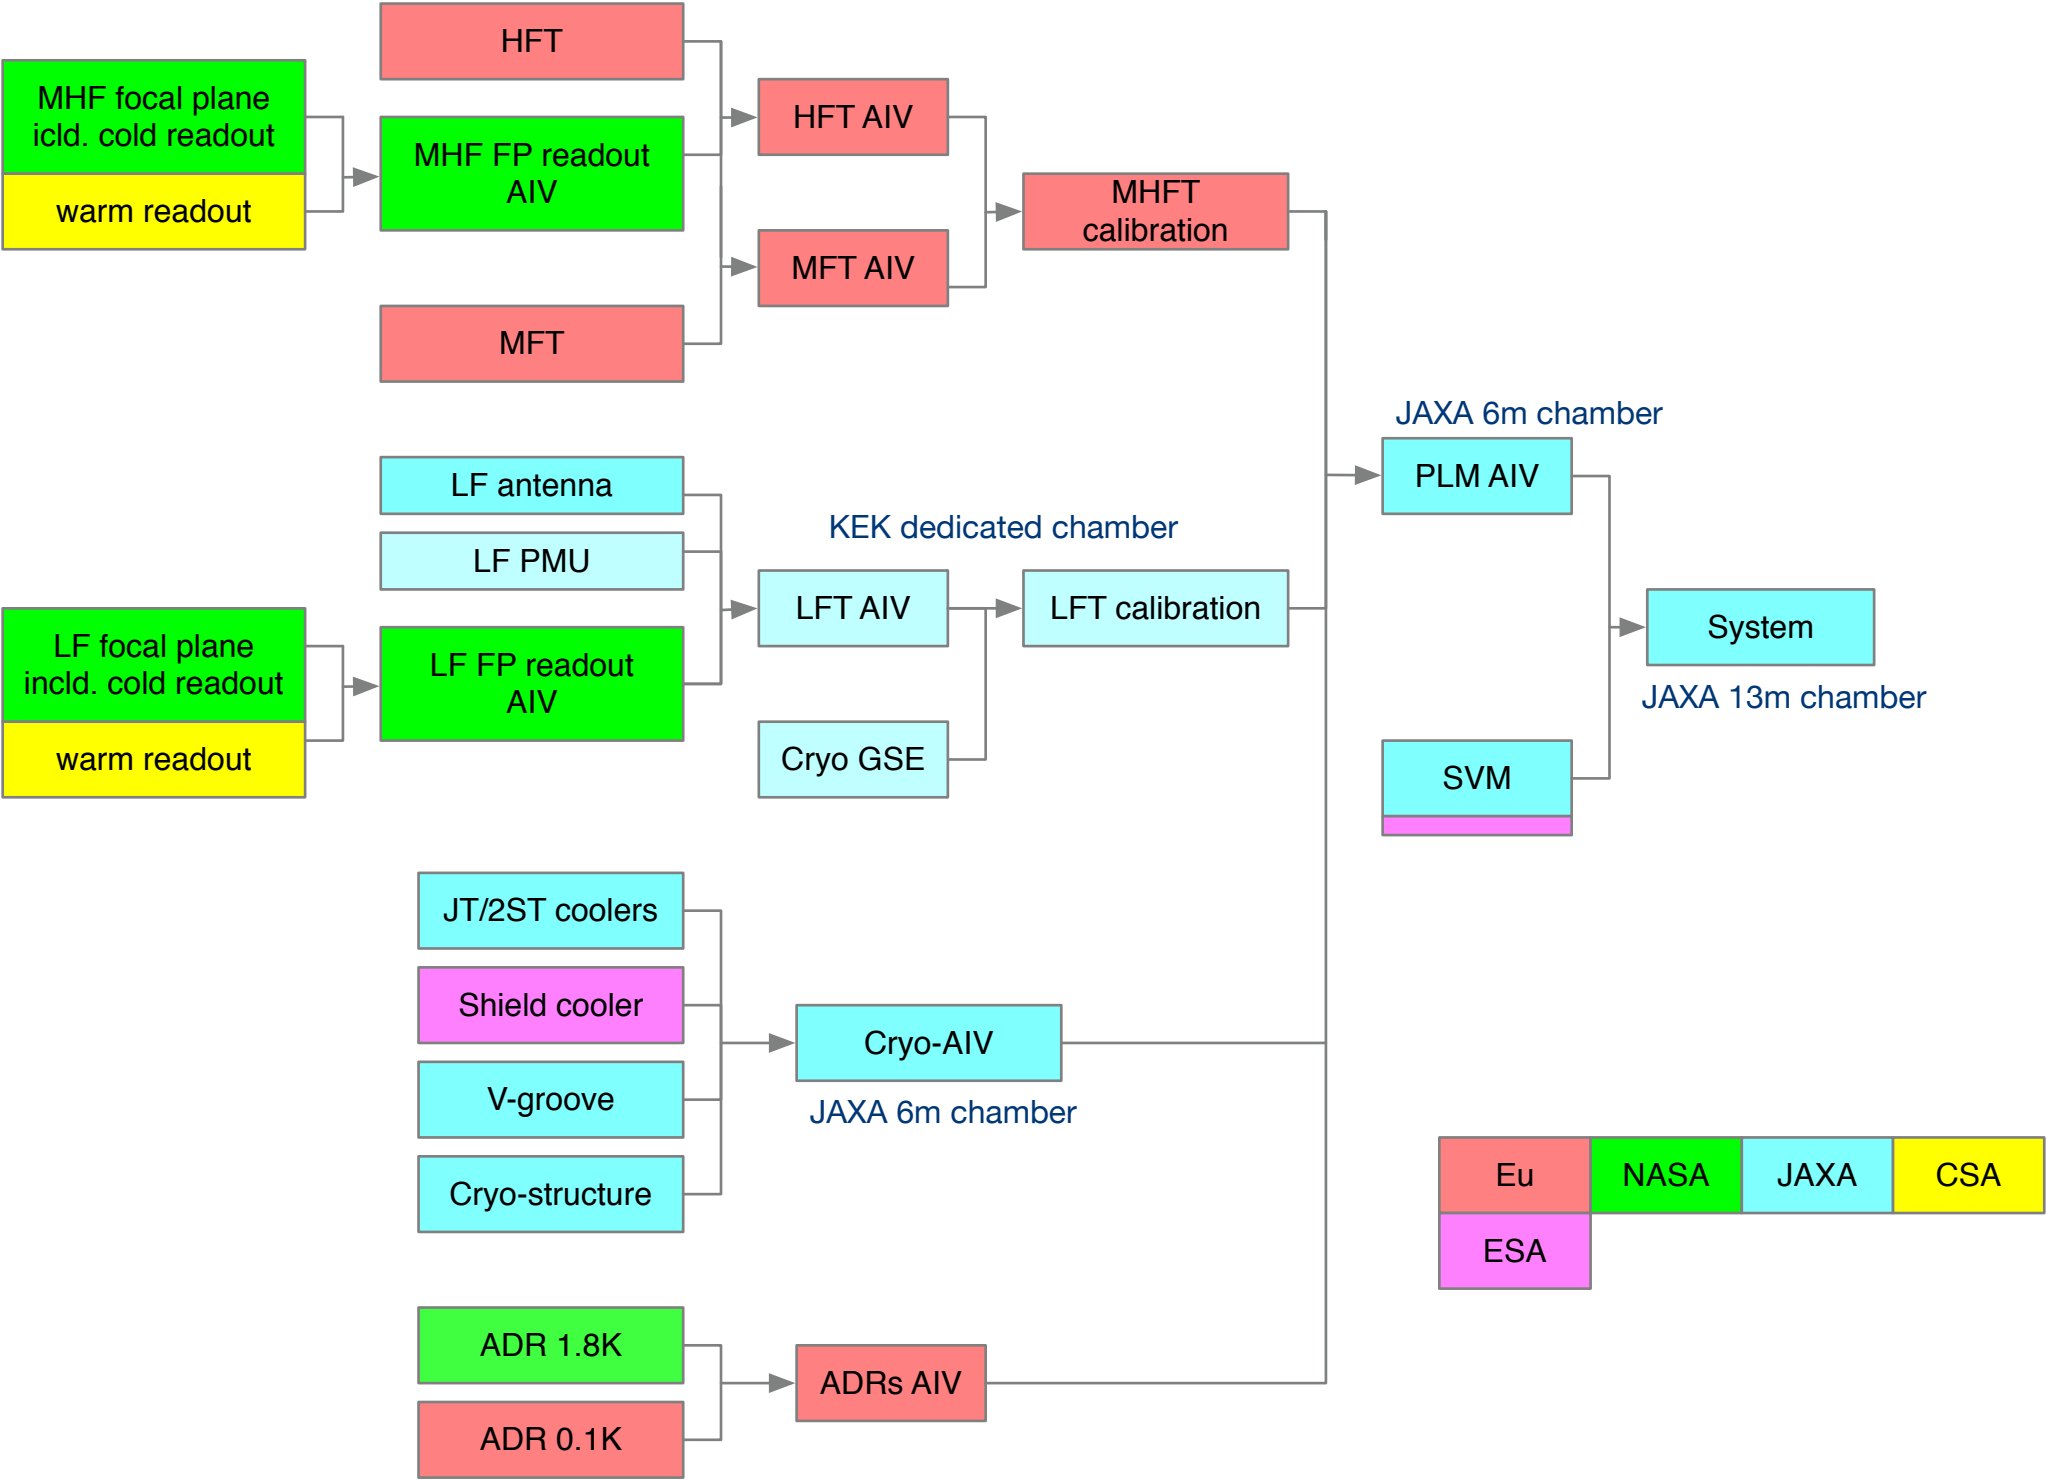 HFT
MHF focal plane
icld. cold readout
warm readout
MHF FP readout
AIV
MFT
HFT AIV
MFT AIV
MHFT
calibration
LF antenna
LF PMU
LF focal plane
incld. cold readout
warm readout
LF FP readout
AIV
KEK dedicated chamber
LFT AIV
LFT calibration
Cryo GSE
JAXA 6m chamber
PLM AIV
System
JAXA 13m chamber
SVM
JT/2ST coolers
Shield cooler
V-groove
Cryo-structure
Cryo-AIV
JAXA 6m chamber
ADR 1.8K
ADR 0.1K
ADRs AIV
Eu
NASA
JAXA
CSA
ESA